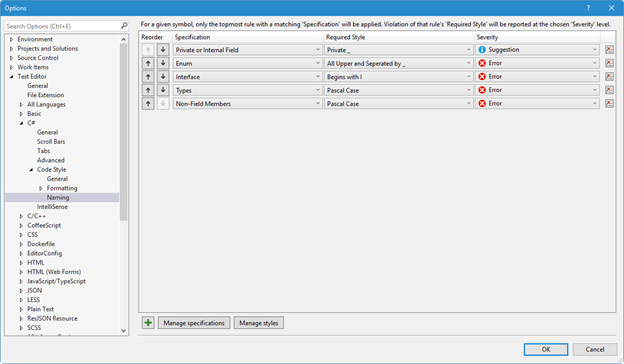 Options
?
Search Options (Ctrl+E)
Environment
Projects and Solutions
Source Control
Work Items
Text Editor
General
File Extension
All Languages
Basic
C#
General
Scroll Bars
Tabs
Advanced
Code Style
General
Formatting
Naming
IntelliSense
C/C++
CoffeeScript
CSS
Dockerfile
EditorConfig
HTML
HTML (Web Forms)
JavaScript/TypeScript
JSON
LESS
Plain Text
ResJSON Resource
SCSS
For a given symbol, only the topmost rule with a matching 'Specification' will be applied. Violation of that rule's 'Required Style' will be reported at the chosen 'Severity' level.
Reorder Specification Required Style Severity
Private or Internal Field Private _ Suggestion
Enum All Upper and Seperated by _ Error
Interface Begins with I Error
Types Pascal Case Error
Non-Field Members Pascal Case Error
Manage specifications Manage styles
OK Cancel